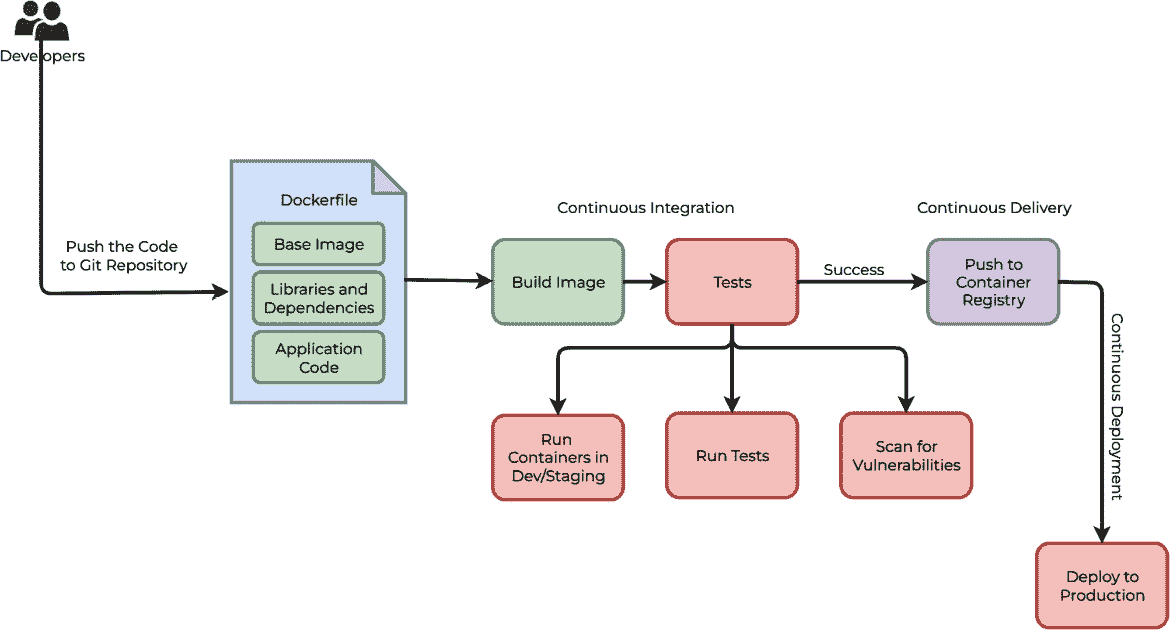 Developers
Push the Code
to Git Repository
Dockerfile
Base Image
Libraries and
Dependencies
Application
Code
Continuous Integration
Build Image
Tests
Success
Continuous Delivery
Push to
Container
Registry
Continuous Deployment
Run
Containers in
Dev/Staging
Run Tests
Scan for
Vulnerabilities
Deploy to
Production